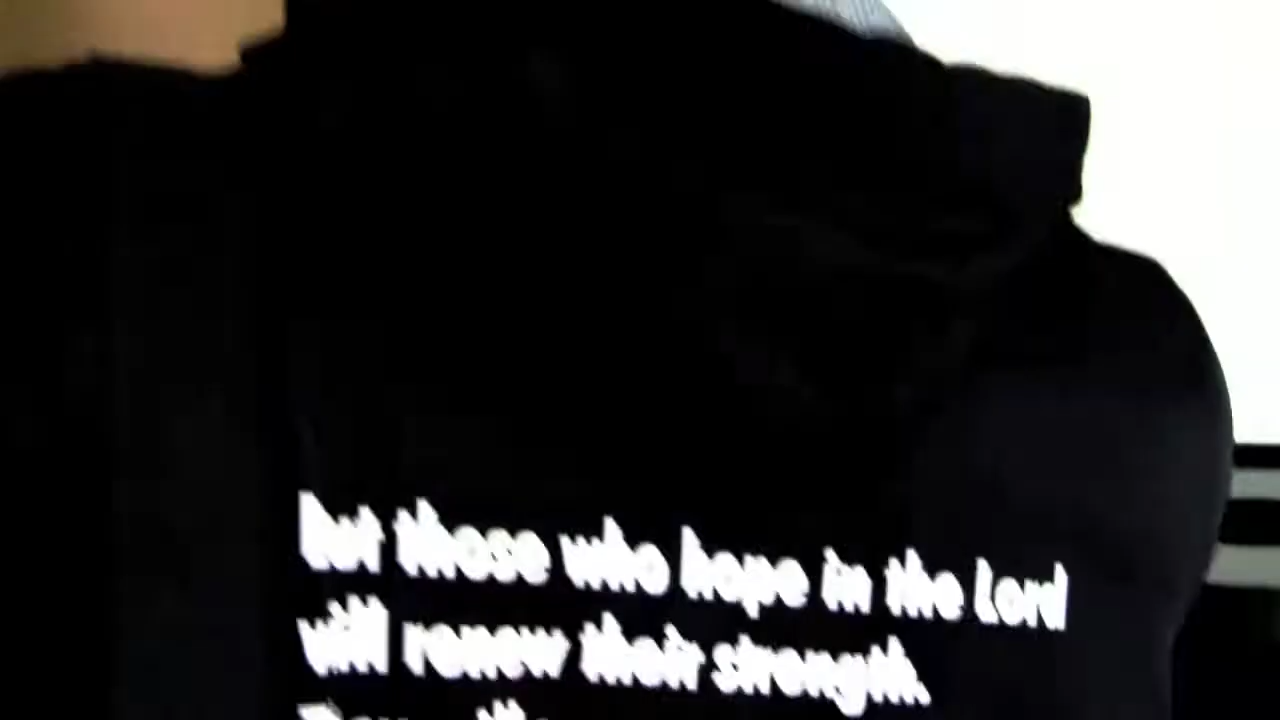 but those who hope in the Lord
will renew their strength.